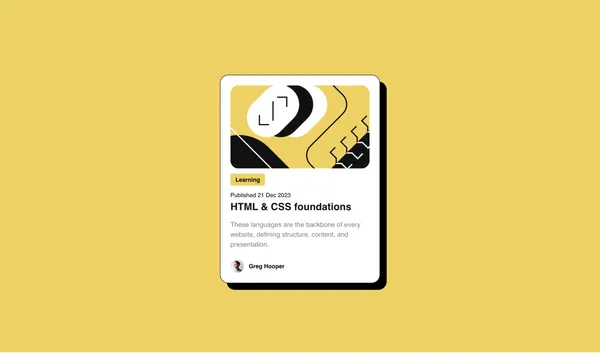 Learning
Published 21 Dec 2023
HTML & CSS foundations
These languages are the backbone of every
website, defining structure, content, and
presentation.
Greg Hooper